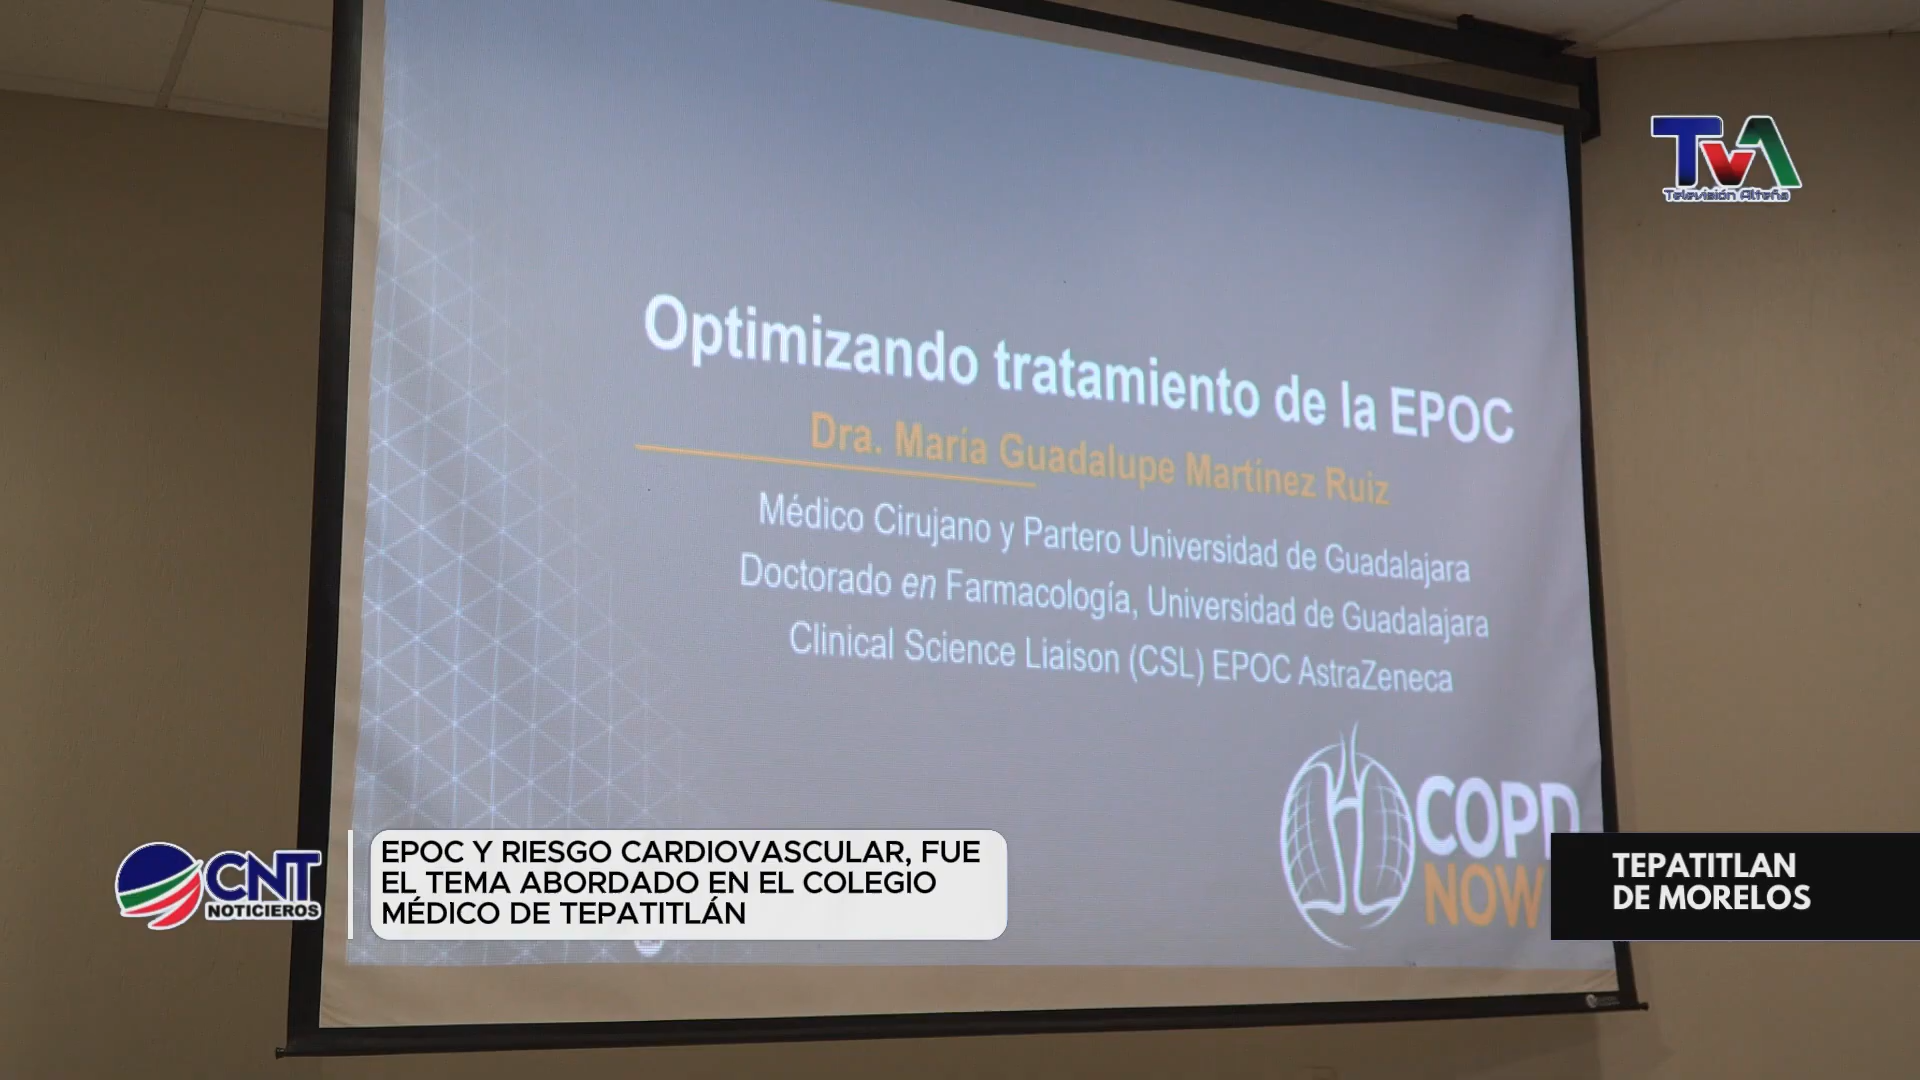 TVA
Televisión Alteña
Optimizando tratamiento de la EPOC
Dra. María Guadalupe Martínez Ruiz
Médico Cirujano y Partero Universidad de Guadalajara
Doctorado en Farmacología, Universidad de Guadalajara
Clinical Science Liaison (CSL) EPOC AstraZeneca
COPD
NOW
CNT
NOTICIEROS
EPOC Y RIESGO CARDIOVASCULAR, FUE
EL TEMA ABORDADO EN EL COLEGIO
MÉDICO DE TEPATITLÁN
TEPATITLAN
DE MORELOS